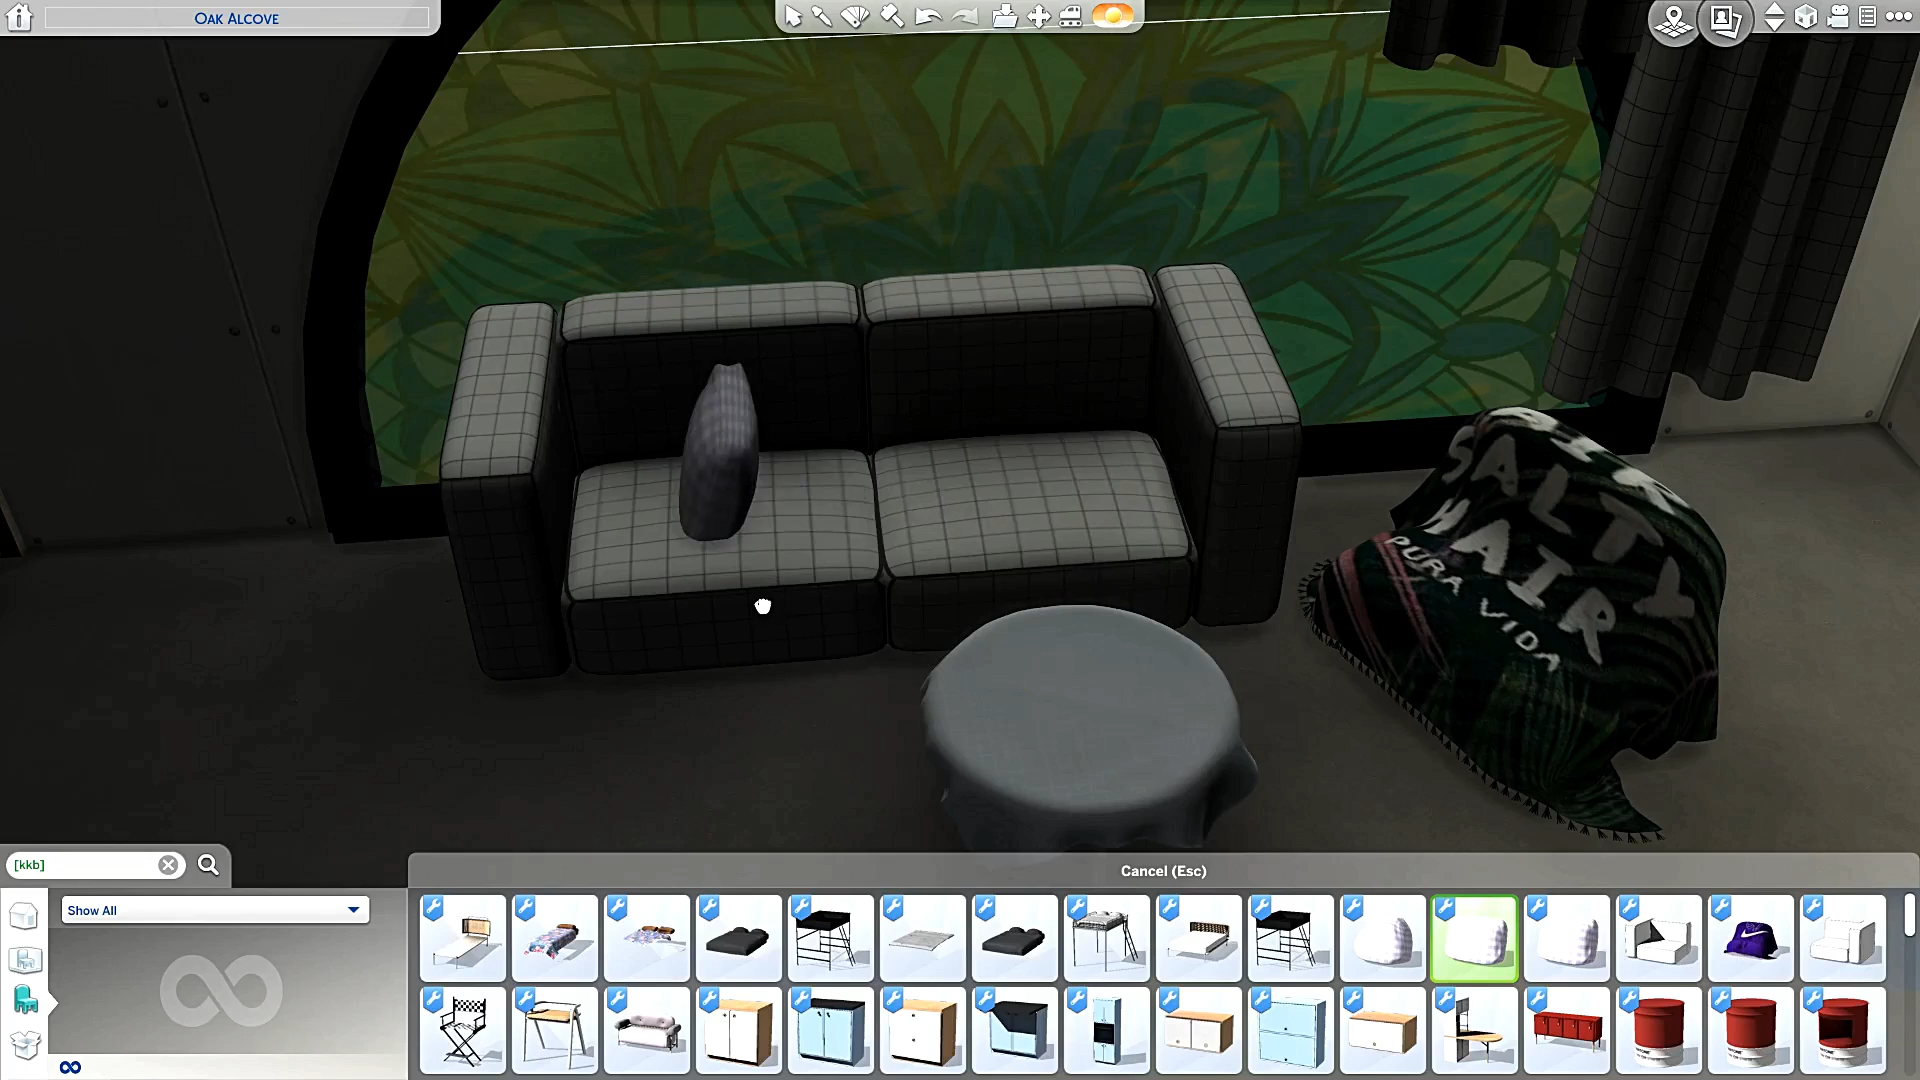 Oak Alcove
SALTY
HAIR
PURA VIDA
[kkb]
Cancel (Esc)
Show All